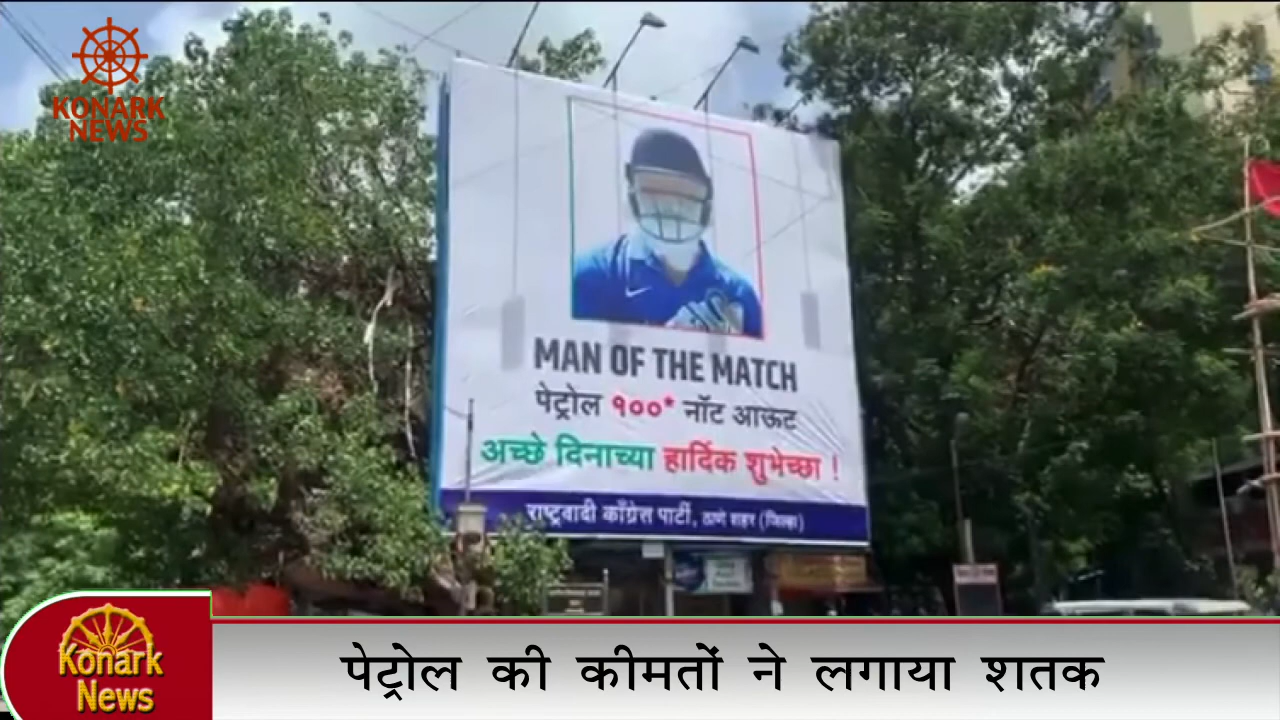 KONARK
NEWS
MAN OF THE MATCH
पेट्रोल १००* नॉट आऊट
अच्छे दिनाच्या हार्दिक शुभेच्छा !
राष्ट्रवादी काँग्रेस पार्टी, ठाणे शहर (जिल्हा)
Konark
News
पेट्रोल की कीमतों ने लगाया शतक